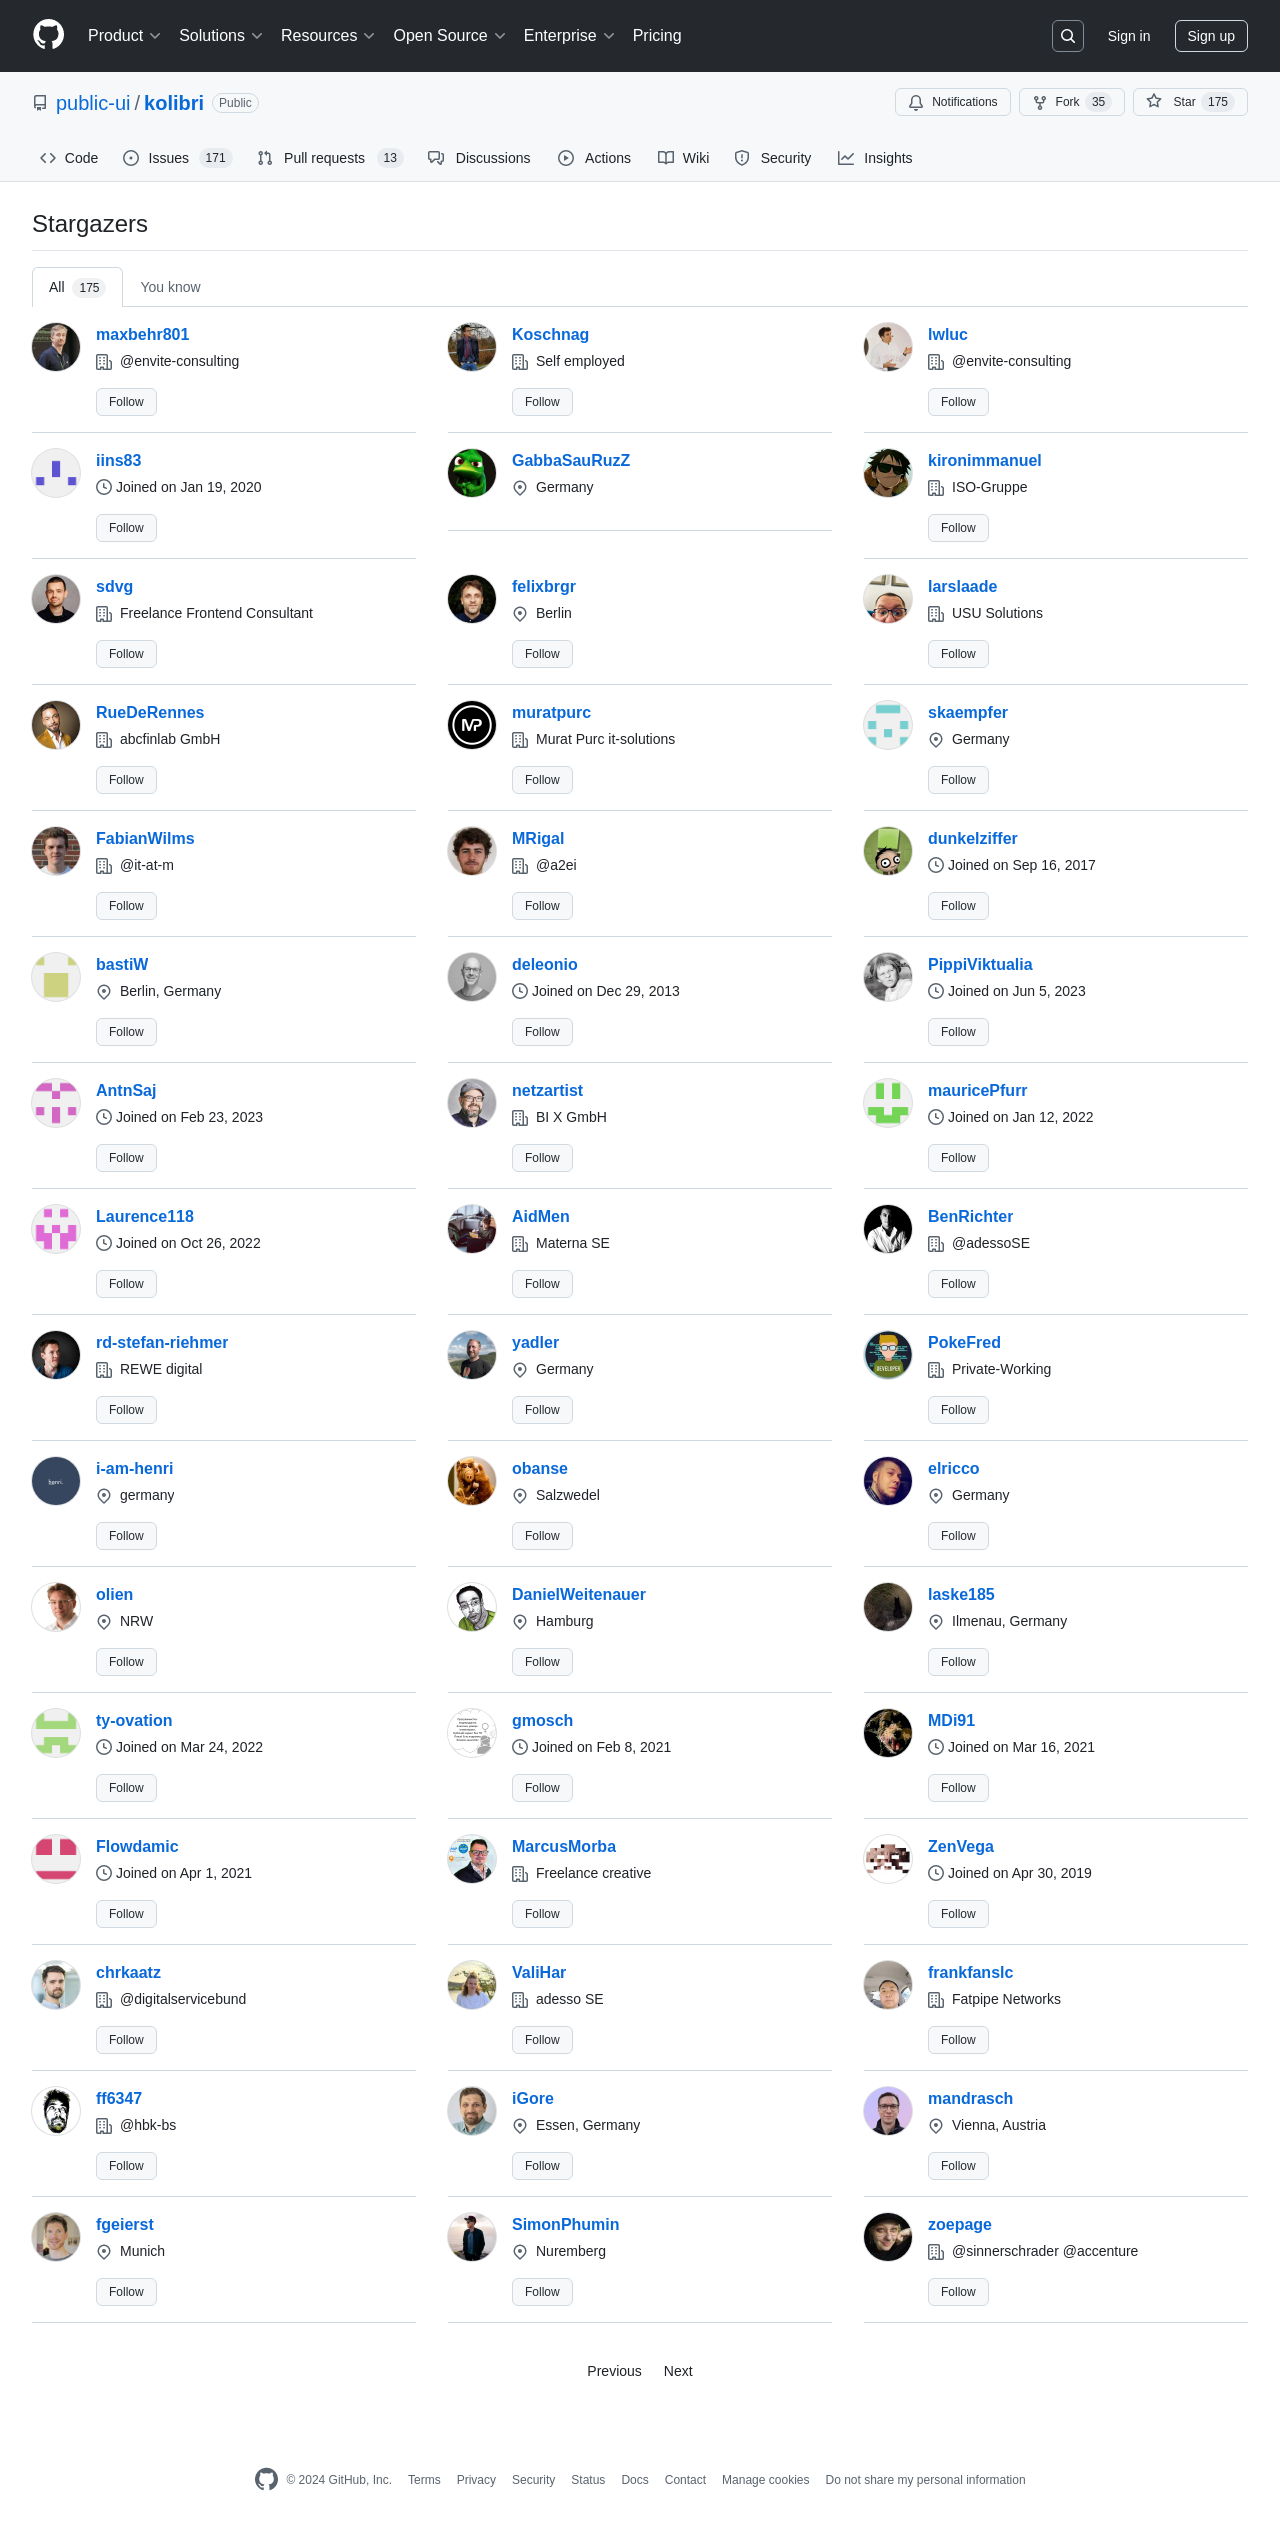 Product Solutions Resources Open Source Enterprise Pricing Sign in Sign up
public-ui / kolibri Public Notifications Fork 35 Star 175
Code Issues 171 Pull requests 13 Discussions Actions Wiki Security Insights
Stargazers
All 175 You know
maxbehr801 Koschnag lwluc
@envite-consulting Self employed @envite-consulting
Follow Follow Follow
iins83 GabbaSauRuzZ kironimmanuel
Joined on Jan 19, 2020 Germany ISO-Gruppe
Follow Follow
sdvg felixbrgr larslaade
Freelance Frontend Consultant Berlin USU Solutions
Follow Follow Follow
RueDeRennes muratpurc skaempfer
abcfinlab GmbH Murat Purc it-solutions Germany
Follow Follow Follow
FabianWilms MRigal dunkelziffer
@it-at-m @a2ei Joined on Sep 16, 2017
Follow Follow Follow
bastiW deleonio PippiViktualia
Berlin, Germany Joined on Dec 29, 2013 Joined on Jun 5, 2023
Follow Follow Follow
AntnSaj netzartist mauricePfurr
Joined on Feb 23, 2023 BI X GmbH Joined on Jan 12, 2022
Follow Follow Follow
Laurence118 AidMen BenRichter
Joined on Oct 26, 2022 Materna SE @adessoSE
Follow Follow Follow
rd-stefan-riehmer yadler PokeFred
REWE digital Germany Private-Working
Follow Follow Follow
i-am-henri obanse elricco
germany Salzwedel Germany
Follow Follow Follow
olien DanielWeitenauer laske185
NRW Hamburg Ilmenau, Germany
Follow Follow Follow
ty-ovation gmosch MDi91
Joined on Mar 24, 2022 Joined on Feb 8, 2021 Joined on Mar 16, 2021
Follow Follow Follow
Flowdamic MarcusMorba ZenVega
Joined on Apr 1, 2021 Freelance creative Joined on Apr 30, 2019
Follow Follow Follow
chrkaatz ValiHar frankfanslc
@digitalservicebund adesso SE Fatpipe Networks
Follow Follow Follow
ff6347 iGore mandrasch
@hbk-bs Essen, Germany Vienna, Austria
Follow Follow Follow
fgeierst SimonPhumin zoepage
Munich Nuremberg @sinnerschrader @accenture
Follow Follow Follow
Previous Next
© 2024 GitHub, Inc. Terms Privacy Security Status Docs Contact Manage cookies Do not share my personal information